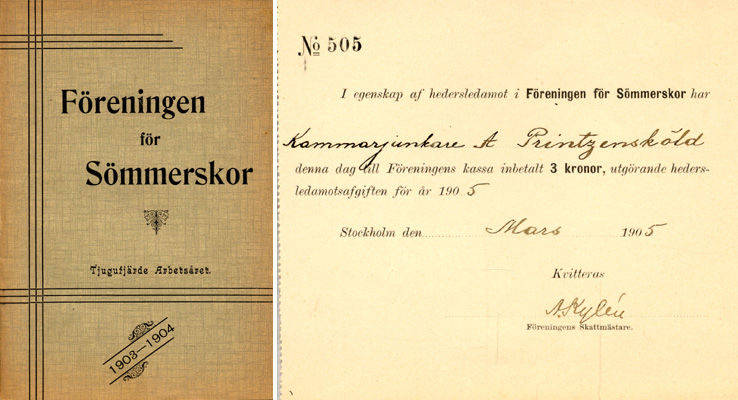 Föreningen
för
Sömmerskor
Tjugufjärde Arbetsåret.
1903—1904
No 505
I egenskap af hedersledamot i Föreningen för Sömmerskor har
Kammarjunkare A Printzensköld
denna dag till Föreningens kassa inbetalt 3 kronor, utgörande heders-
ledamotsafgiften för år 1905
Stockholm den Mars 1905
Kvitteras
A. Kylén
Föreningens Skattmästare.